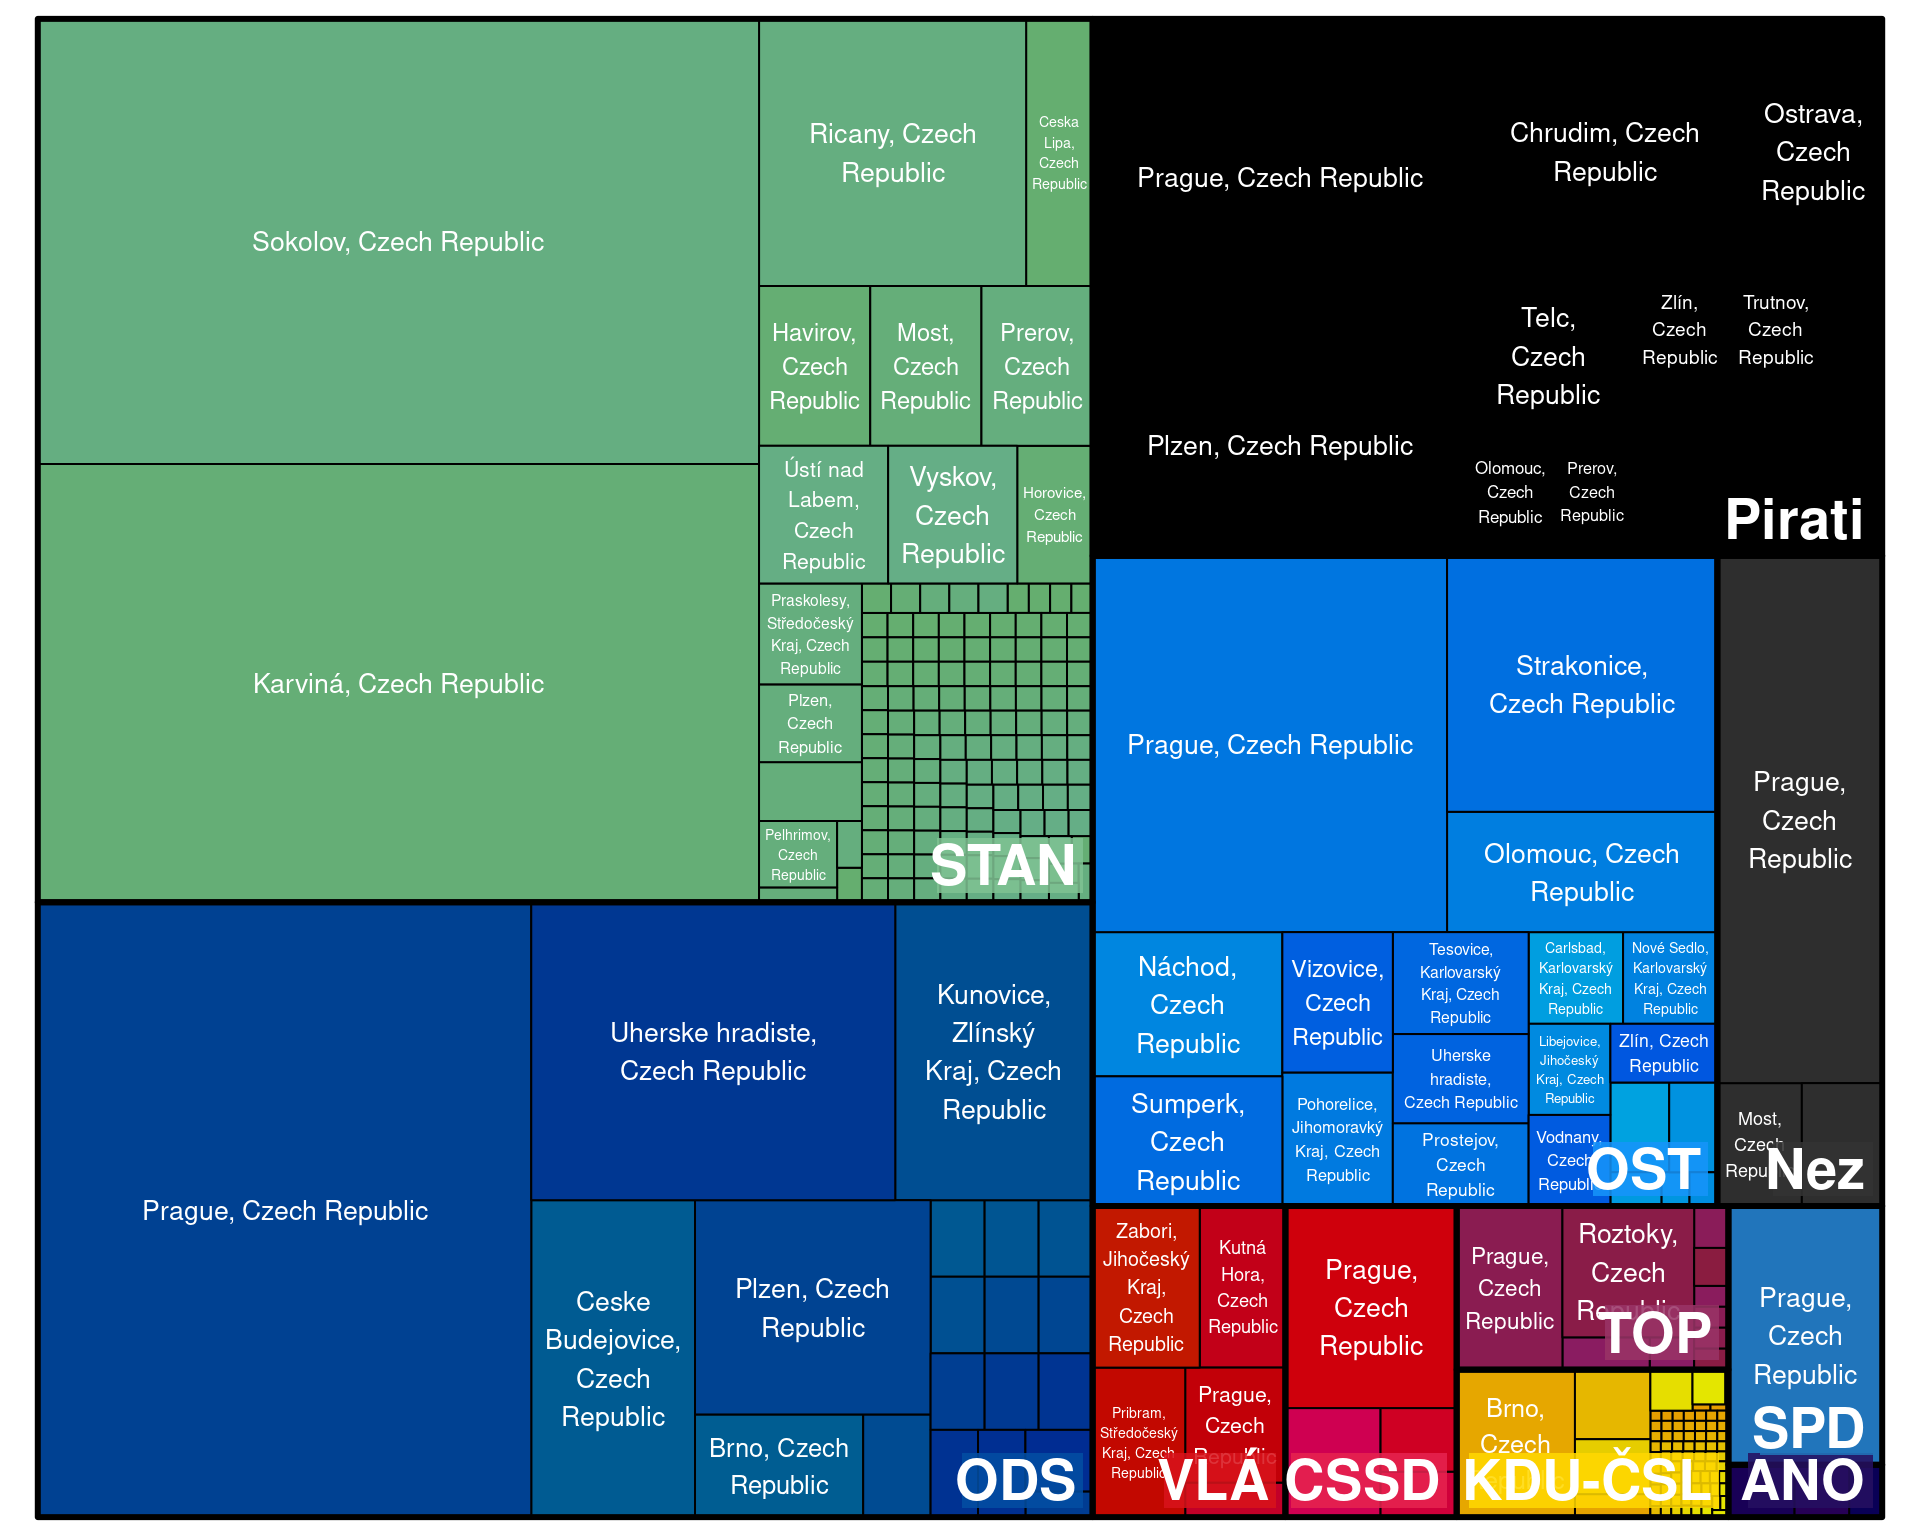 Sokolov, Czech Republic
Karviná, Czech Republic
Ricany, Czech
Republic
Ceska
Lipa,
Czech
Republic
Havirov,
Czech
Republic
Most,
Czech
Republic
Prerov,
Czech
Republic
Ústí nad
Labem,
Czech
Republic
Vyskov,
Czech
Republic
Horovice,
Czech
Republic
Praskolesy,
Středočeský
Kraj, Czech
Republic
Plzen,
Czech
Republic
Pelhrimov,
Czech
Republic
STAN
Prague, Czech Republic
Uherske hradiste,
Czech Republic
Kunovice,
Zlínský
Kraj, Czech
Republic
Ceske
Budejovice,
Czech
Republic
Plzen, Czech
Republic
Brno, Czech
Republic
ODS
Prague, Czech Republic
Chrudim, Czech
Republic
Ostrava,
Czech
Republic
Plzen, Czech Republic
Telc,
Czech
Republic
Zlín,
Czech
Republic
Trutnov,
Czech
Republic
Olomouc,
Czech
Republic
Prerov,
Czech
Republic
Pirati
Prague, Czech Republic
Strakonice,
Czech Republic
Olomouc, Czech
Republic
Náchod,
Czech
Republic
Sumperk,
Czech
Republic
Vizovice,
Czech
Republic
Pohorelice,
Jihomoravký
Kraj, Czech
Republic
Tesovice,
Karlovarský
Kraj, Czech
Republic
Uherske
hradiste,
Czech Republic
Prostejov,
Czech
Republic
Carlsbad,
Karlovarský
Kraj, Czech
Republic
Nové Sedlo,
Karlovarský
Kraj, Czech
Republic
Libejovice,
Jihočeský
Kraj, Czech
Republic
Zlín, Czech
Republic
Vodnany,
Czech
Republic
OST
Prague,
Czech
Republic
Most,
Czech
Nez
Zabori,
Jihočeský
Kraj,
Czech
Republic
Kutná
Hora,
Czech
Republic
Pribram,
Středočeský
Kraj, Czech
Republic
Prague,
Czech
Republic
VLÁ
Prague,
Czech
Republic
CSSD
Prague,
Czech
Republic
Roztoky,
Czech
Republic
TOP
Brno,
Czech
KDU-ČSL
Prague,
Czech
Republic
SPD
ANO